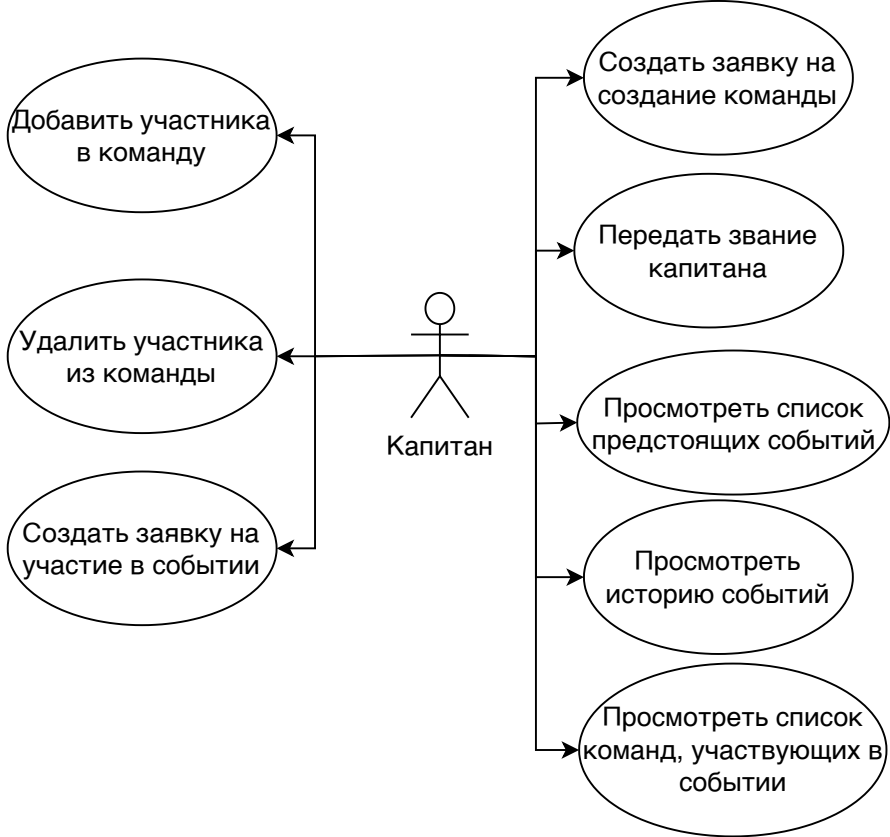 Добавить участника
в команду
Удалить участника
из команды
Создать заявку на
участие в событии
Капитан
Создать заявку на
создание команды
Передать звание
капитана
Просмотреть список
предстоящих событий
Просмотреть
историю событий
Просмотреть список
команд, участвующих в
событии